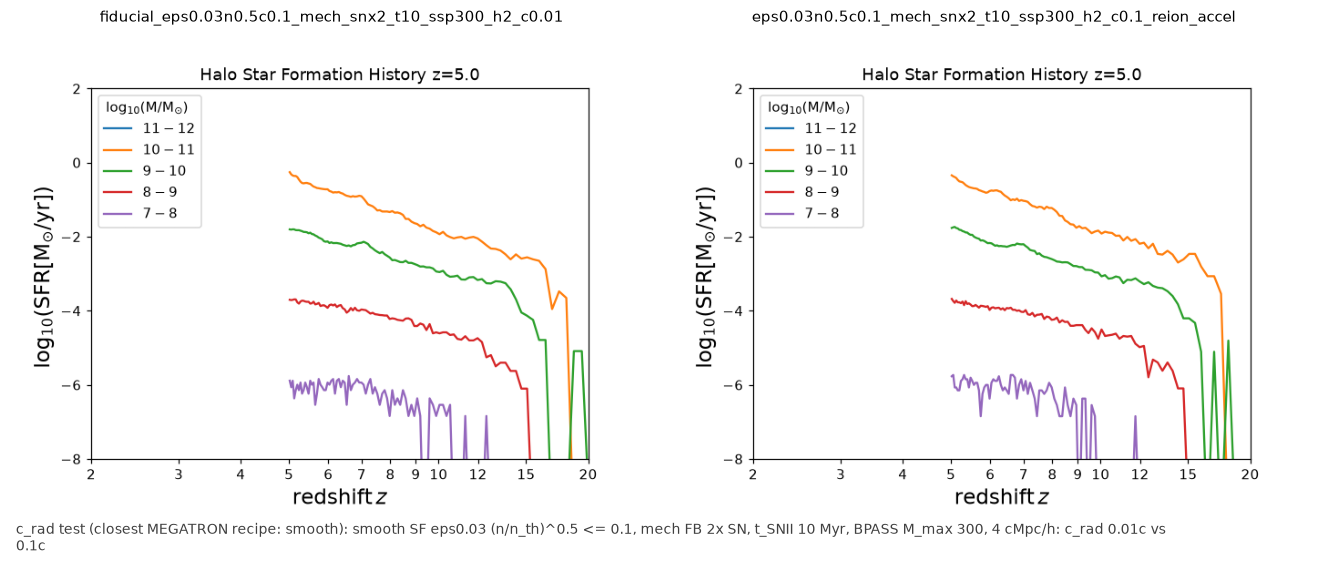 fiducial_eps0.03n0.5c0.1_mech_snx2_t10_ssp300_h2_c0.01
eps0.03n0.5c0.1_mech_snx2_t10_ssp300_h2_c0.1_reion_accel
Halo Star Formation History z=5.0
2
0
−2
−4
−6
−8
log₁₀(SFR[M⊙/yr])
log₁₀(M/M⊙)
11 − 12
10 − 11
9 − 10
8 − 9
7 − 8
2 3 4 5 6 7 8 9 10 12 15 20
redshift z
Halo Star Formation History z=5.0
2
0
−2
−4
−6
−8
log₁₀(SFR[M⊙/yr])
log₁₀(M/M⊙)
11 − 12
10 − 11
9 − 10
8 − 9
7 − 8
2 3 4 5 6 7 8 9 10 12 15 20
redshift z
c_rad test (closest MEGATRON recipe: smooth): smooth SF eps0.03 (n/n_th)^0.5 <= 0.1, mech FB 2x SN, t_SNII 10 Myr, BPASS M_max 300, 4 cMpc/h: c_rad 0.01c vs
0.1c